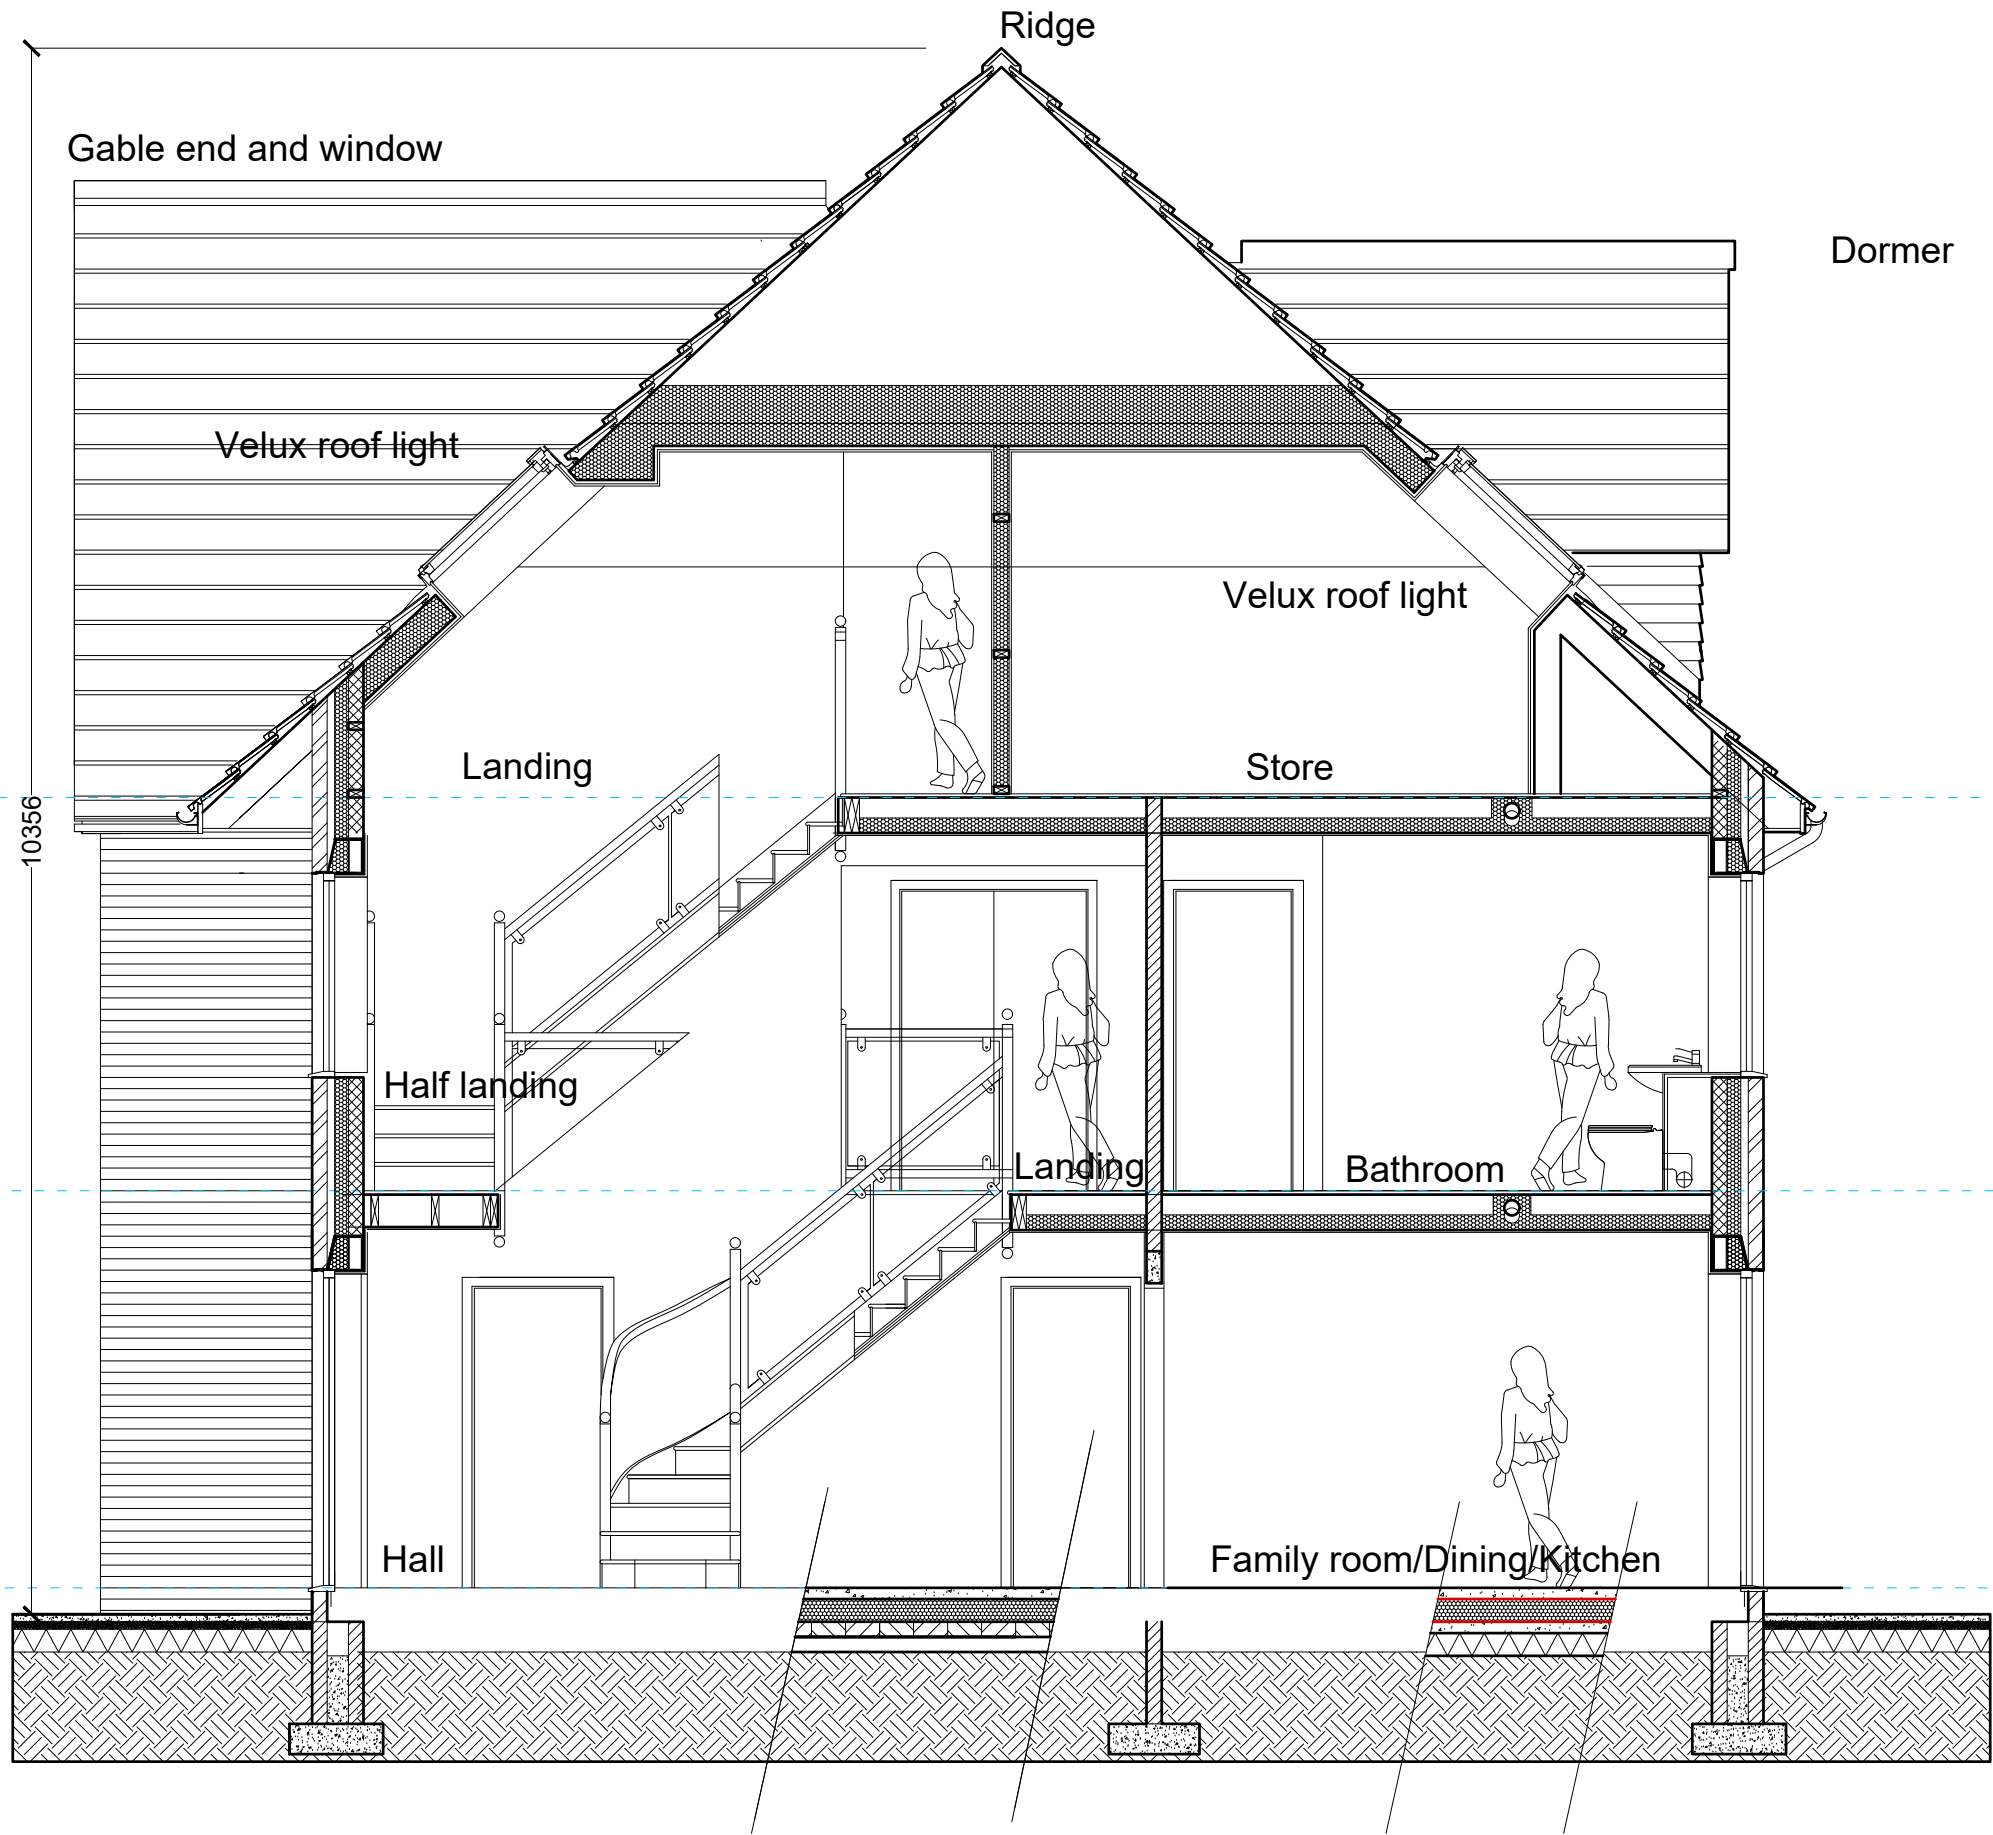 Ridge
Gable end and window
Dormer
Velux roof light
Velux roof light
Landing
Store
10356
Half landing
Landing
Bathroom
Hall
Family room/Dining/Kitchen